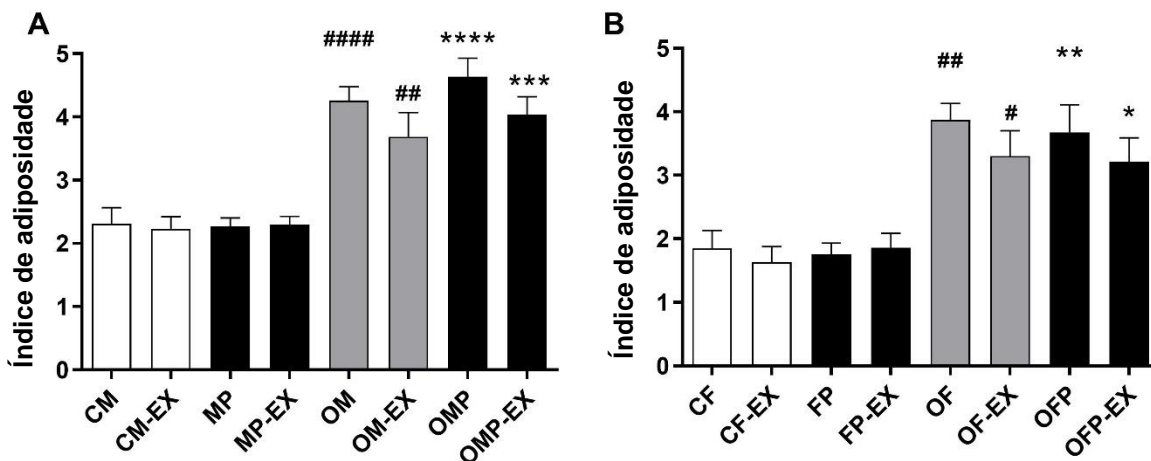 A
Índice de adiposidade
5
4
3
2
1
0
####
##
****
***
CM
CM-EX
MP
MP-EX
OM
OM-EX
OMP
OMP-EX
B
Índice de adiposidade
5
4
3
2
1
0
##
#
**
*
CF
CF-EX
FP
FP-EX
OF
OF-EX
OFP
OFP-EX